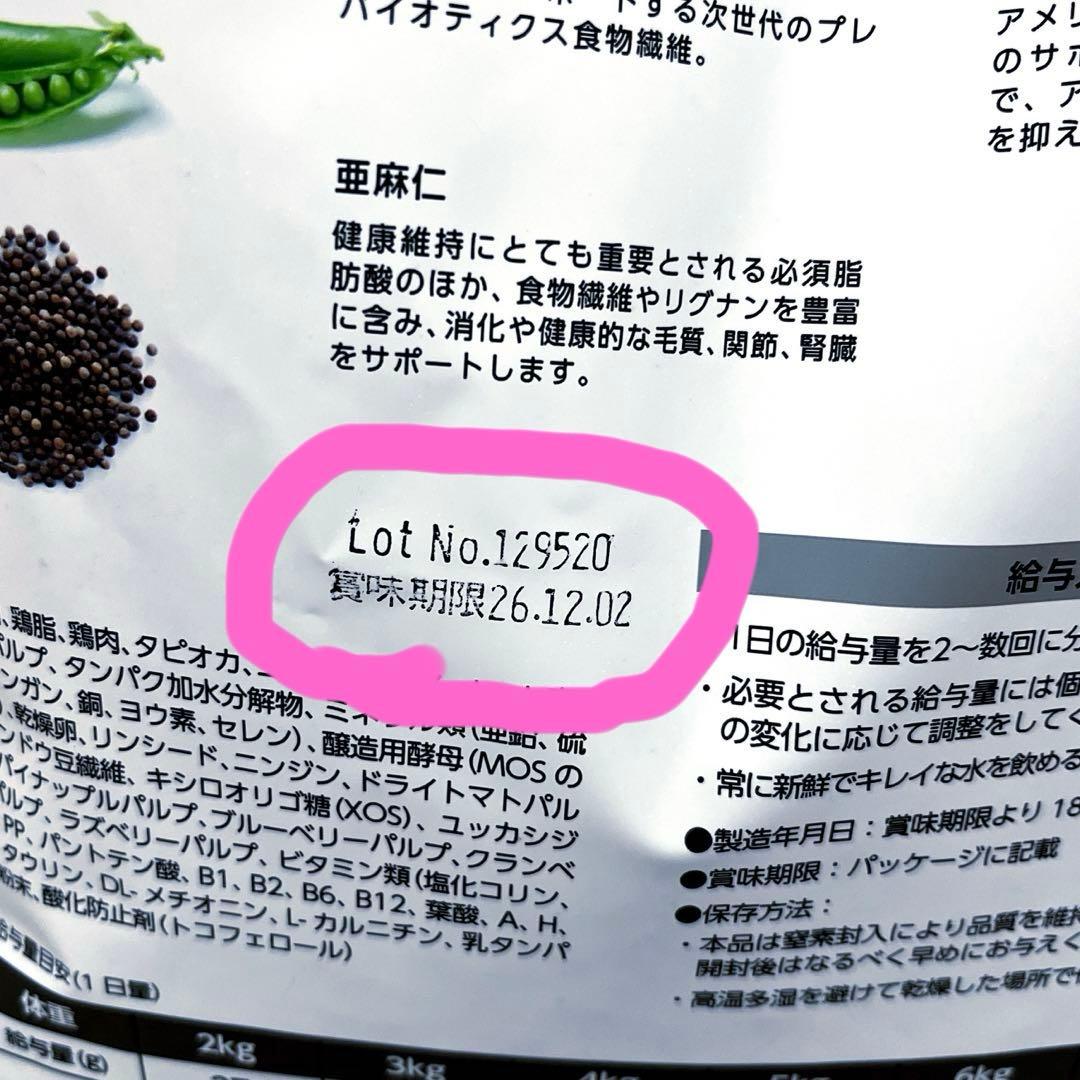 バイオティクス食物繊維。
する次世代のプレ
アメリ
のサポ
で、ア
を抑え
亜麻仁
健康維持にとても重要とされる必須脂
肪酸のほか、食物繊維やリグナンを豊富
に含み、消化や健康的な毛質、関節、腎臓
をサポートします。
Lot No.129520
賞味期限26.12.02
、鶏脂、鶏肉、タピオカ、
パルプ、タンパク加水分解物、ミネラル類(亜鉛、硫
ンガン、銅、ヨウ素、セレン)、醸造用酵母(MOSの
)、乾燥卵、リンシード、ニンジン、ドライトマトパル
ンドウ豆繊維、キシロオリゴ糖(XOS)、ユッカシジ
パイナップルパルプ、ブルーベリーパルプ、クランベ
パルプ、ラズベリーパルプ、ビタミン類(塩化コリン、
PP、パントテン酸、B1、B2、B6、B12、葉酸、A、H、
タウリン、DL-メチオニン、L-カルニチン、乳タンパ
粉末、酸化防止剤(トコフェロール)
給与量目安(1 日量)
体重
2kg
3kg
4kg
5kg
6kg
給与量(g)
給与
1日の給与量を2〜数回に分
・必要とされる給与量には個
の変化に応じて調整をしてく
・常に新鮮でキレイな水を飲める
●製造年月日：賞味期限より 18
●賞味期限：パッケージに記載
●保存方法：
・本品は窒素封入により品質を維持
開封後はなるべく早めにお与えく
・高温多湿を避けて乾燥した場所で